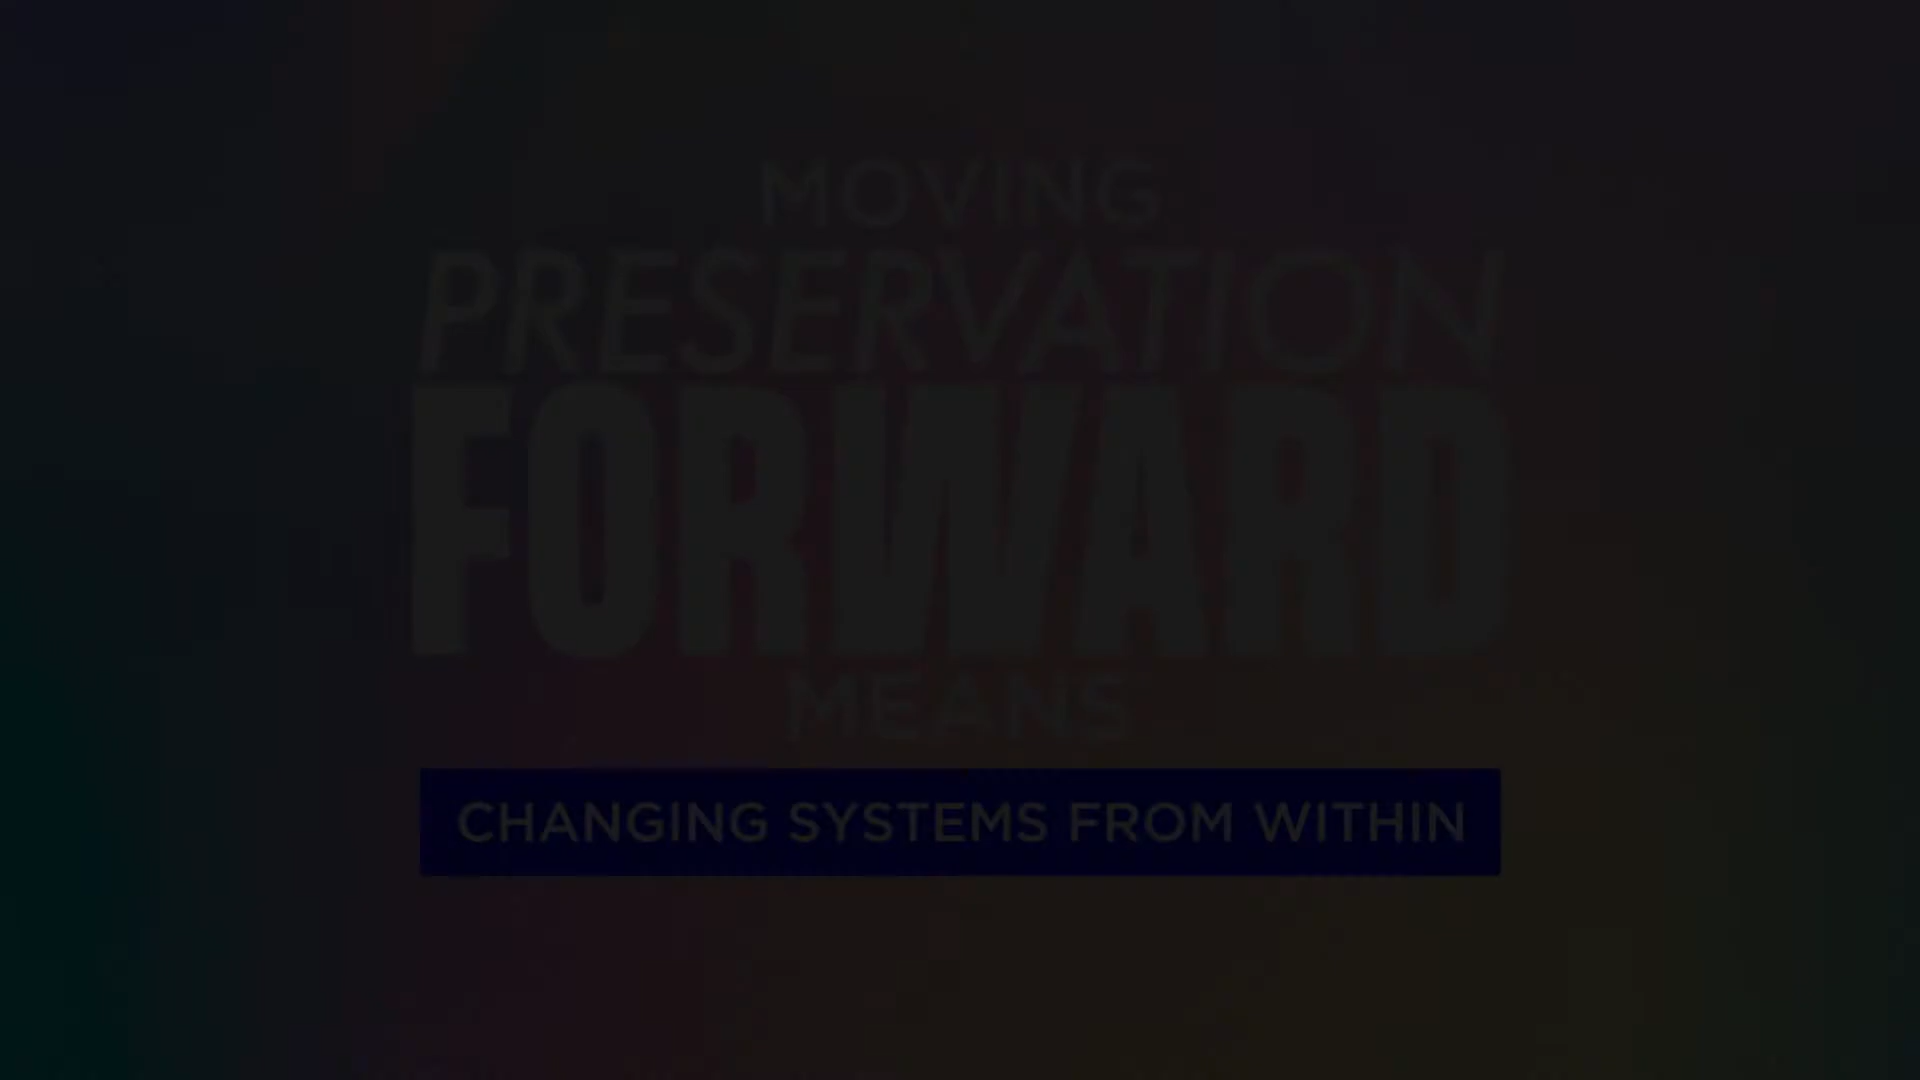 MOVING
PRESERVATION
FORWARD
MEANS
CHANGING SYSTEMS FROM WITHIN